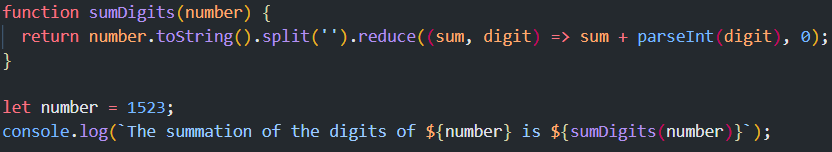 function sumDigits(number) {
  return number.toString().split('').reduce((sum, digit) => sum + parseInt(digit), 0);
}
let number = 1523;
console.log(`The summation of the digits of ${number} is ${sumDigits(number)}`);